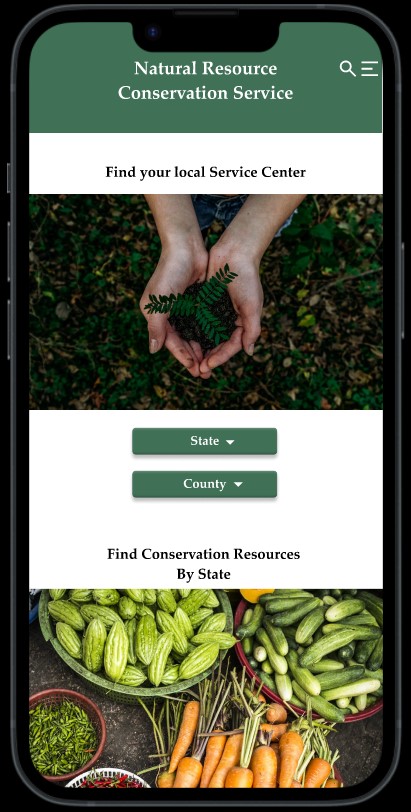 Natural Resource
Conservation Service
Find your local Service Center
State
County
Find Conservation Resources
By State